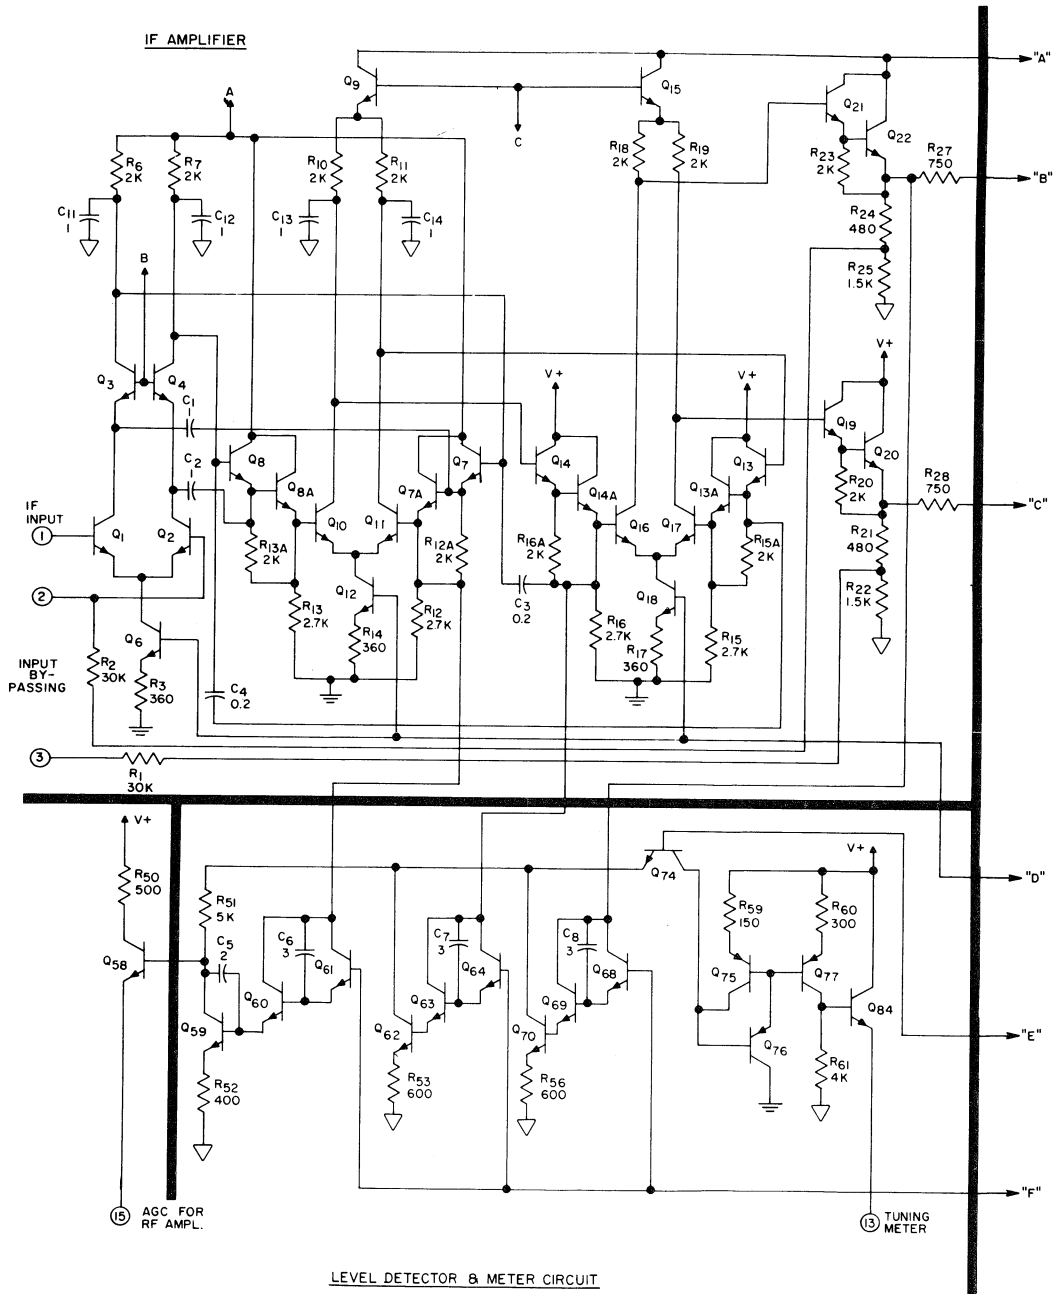 IF AMPLIFIER
"A"
Q9
Q15
Q21
Q22
A
C
R6
2K
R7
2K
R10
2K
R11
2K
R18
2K
R19
2K
R23
2K
R27
750
"B"
C11
1
C12
1
C13
1
C14
1
R24
480
R25
1.5K
B
V+
Q3
Q4
V+
V+
C1
1
Q19
Q20
C2
1
Q8
Q8A
Q7
Q7A
Q14
Q14A
Q13
Q13A
R20
2K
R28
750
"C"
IF
INPUT
1
Q1
Q2
Q10
Q11
Q16
Q17
R13A
2K
R12A
2K
R16A
2K
R15A
2K
R21
480
2
Q12
C3
0.2
Q18
R22
1.5K
R13
2.7K
R14
360
R12
2.7K
R16
2.7K
R17
360
R15
2.7K
Q6
INPUT
BY-
PASSING
R2
30K
R3
360
C4
0.2
3
R1
30K
V+
V+
R50
500
R51
5K
Q74
"D"
R59
150
R60
300
C5
2
C6
3
C7
3
C8
3
Q58
Q60
Q61
Q63
Q64
Q69
Q68
Q75
Q77
Q84
Q59
Q62
Q70
Q76
"E"
R52
400
R53
600
R56
600
R61
4K
"F"
15
AGC FOR
RF AMPL.
13
TUNING
METER
LEVEL DETECTOR & METER CIRCUIT